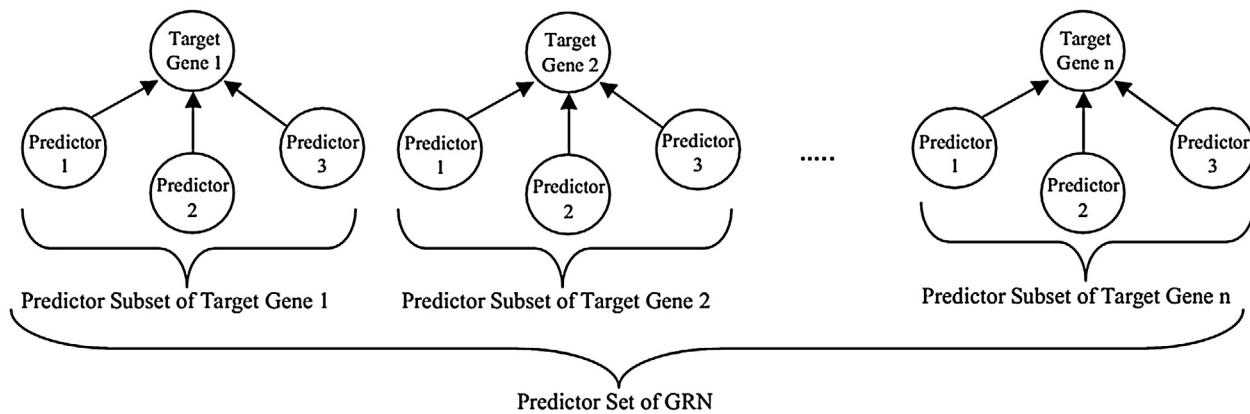 Target
Gene 1
Predictor
1
Predictor
2
Predictor
3
Predictor Subset of Target Gene 1
Target
Gene 2
Predictor
1
Predictor
2
Predictor
3
Predictor Subset of Target Gene 2
.....
Target
Gene n
Predictor
1
Predictor
2
Predictor
3
Predictor Subset of Target Gene n
Predictor Set of GRN